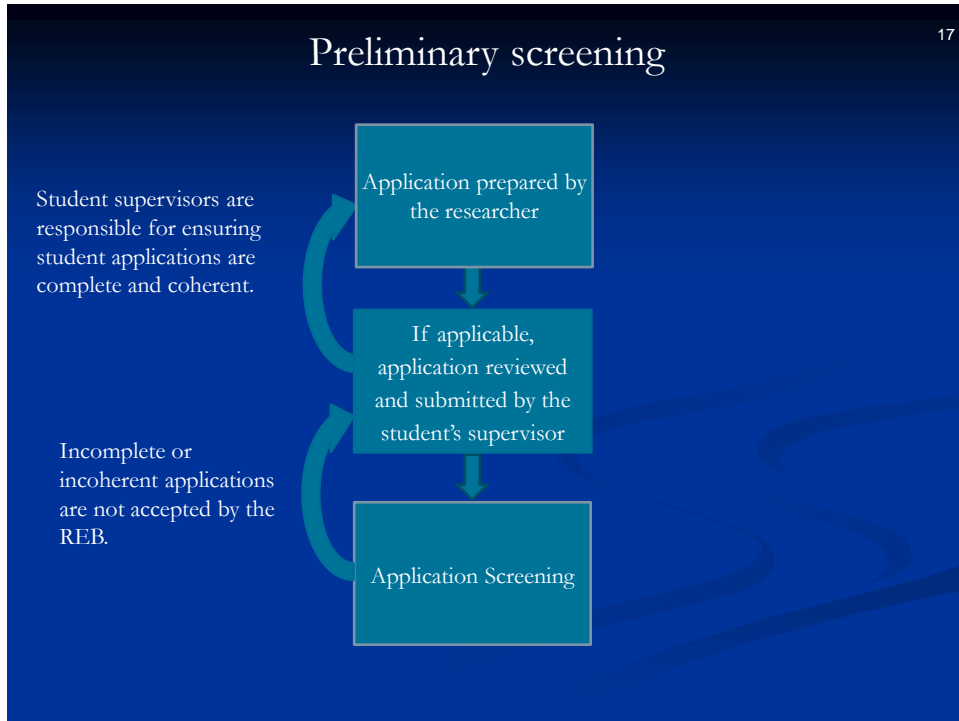 17
Preliminary screening
Application prepared by
the researcher
Student supervisors are
responsible for ensuring
student applications are
complete and coherent.
If applicable,
application reviewed
and submitted by the
student’s supervisor
Incomplete or
incoherent applications
are not accepted by the
REB.
Application Screening